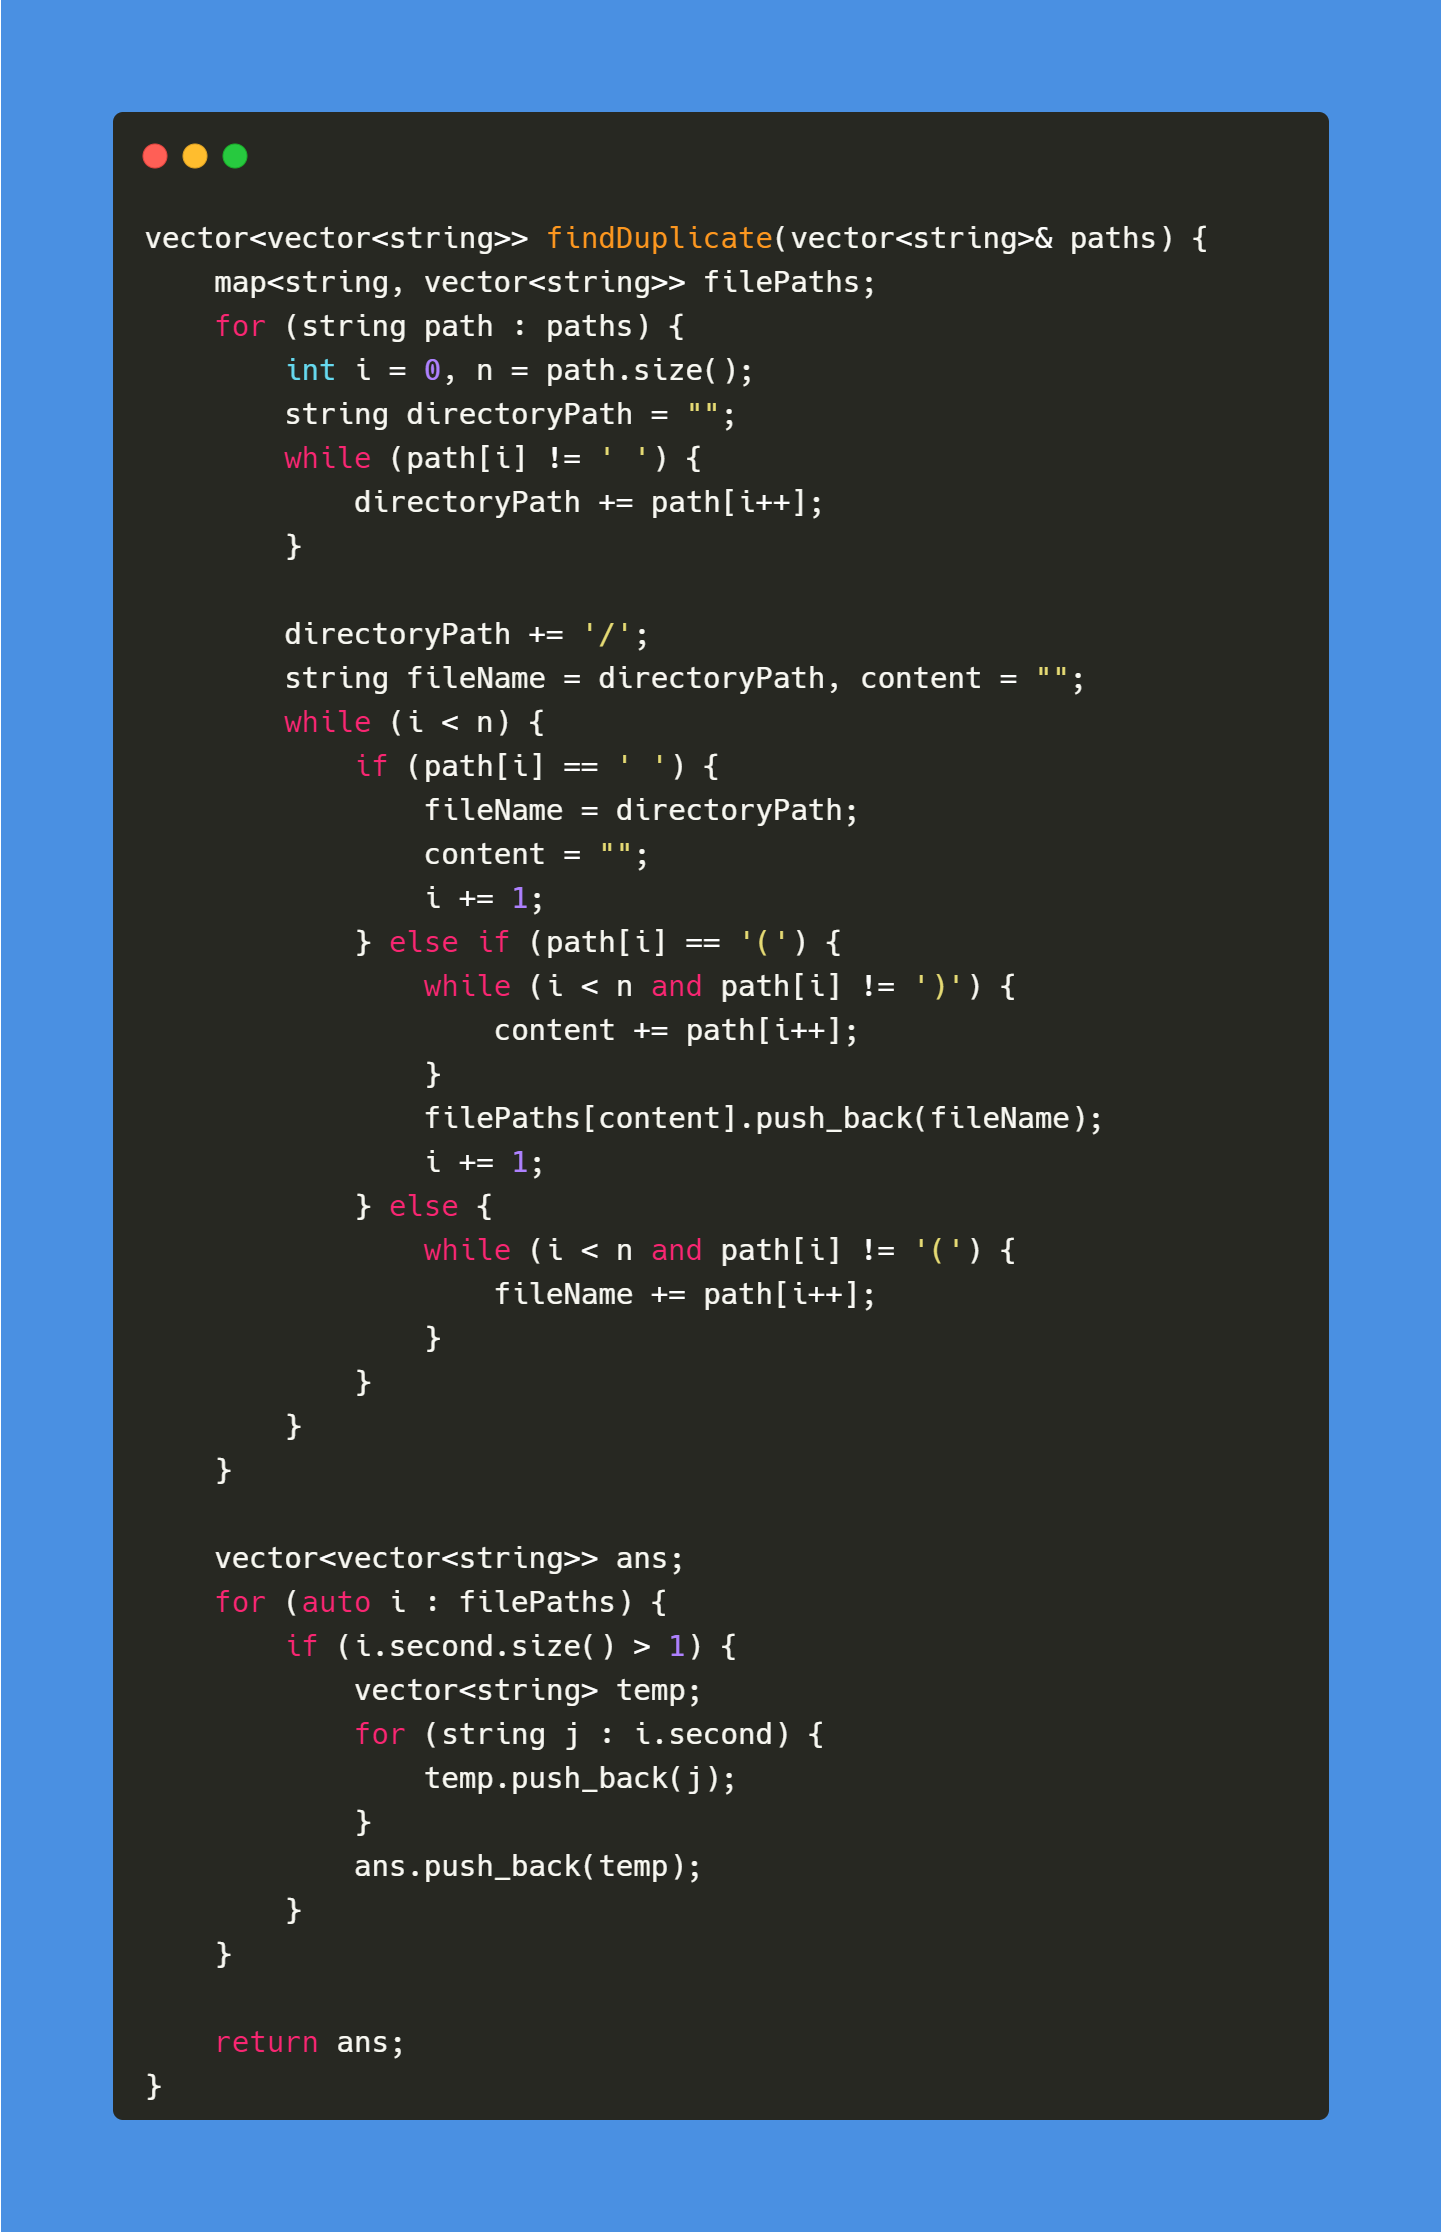 vector<vector<string>> findDuplicate(vector<string>& paths) {
    map<string, vector<string>> filePaths;
    for (string path : paths) {
        int i = 0, n = path.size();
        string directoryPath = "";
        while (path[i] != ' ') {
            directoryPath += path[i++];
        }

        directoryPath += '/';
        string fileName = directoryPath, content = "";
        while (i < n) {
            if (path[i] == ' ') {
                fileName = directoryPath;
                content = "";
                i += 1;
            } else if (path[i] == '(') {
                while (i < n and path[i] != ')') {
                    content += path[i++];
                }
                filePaths[content].push_back(fileName);
                i += 1;
            } else {
                while (i < n and path[i] != '(') {
                    fileName += path[i++];
                }
            }
        }
    }

    vector<vector<string>> ans;
    for (auto i : filePaths) {
        if (i.second.size() > 1) {
            vector<string> temp;
            for (string j : i.second) {
                temp.push_back(j);
            }
            ans.push_back(temp);
        }
    }

    return ans;
}